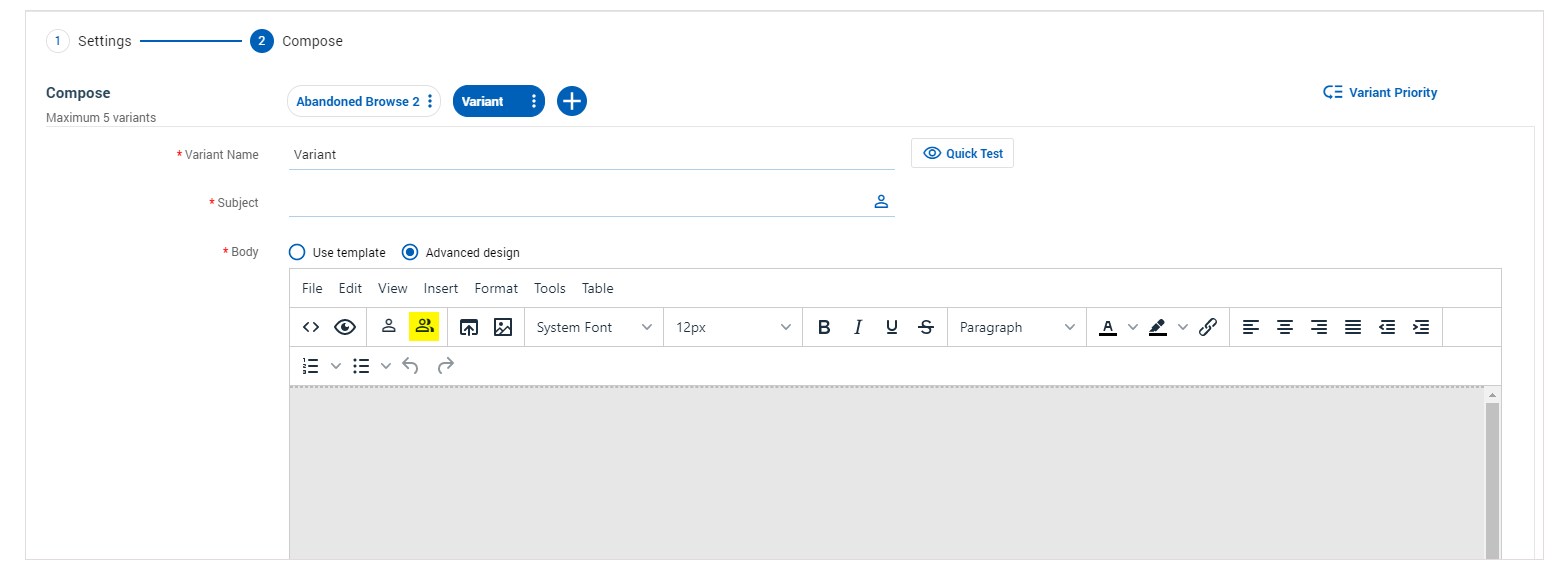 1 Settings 2 Compose
Compose
Maximum 5 variants
Abandoned Browse 2 Variant
Variant Priority
* Variant Name Variant
Quick Test
* Subject
* Body Use template Advanced design
File Edit View Insert Format Tools Table
System Font 12px B I U S Paragraph A